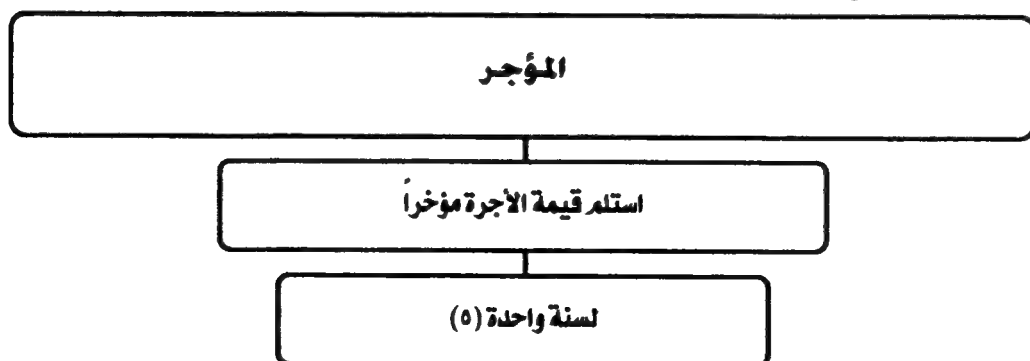 المؤجر
استلم قيمة الأجرة مؤخراً
لسنة واحدة (٥)